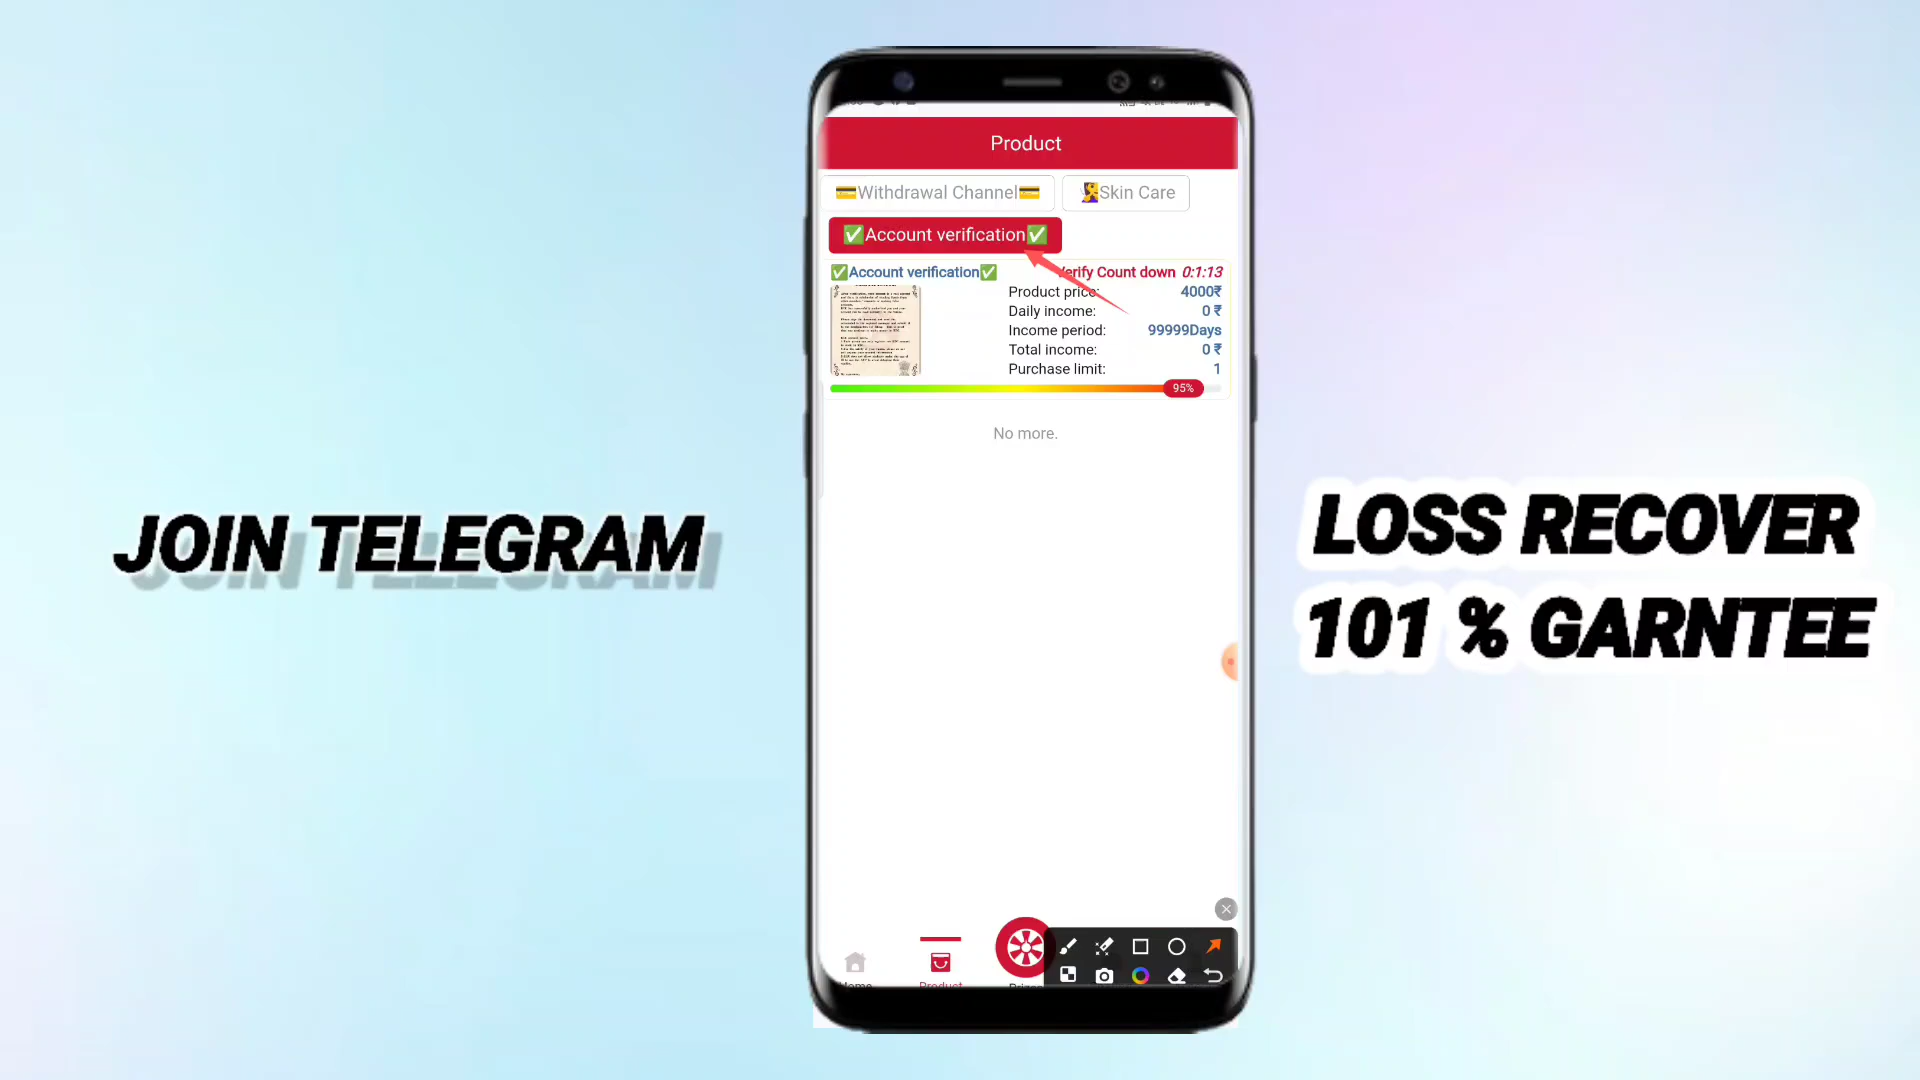 Product
💳Withdrawal Channel💳
Skin Care
✅Account verification✅
✅Account verification✅
Count down 0:1:13
Product price: 4000₹
Daily income: 0 ₹
Income period: 99999Days
Total income: 0 ₹
Purchase limit: 1
95%
No more.
JOIN TELEGRAM
LOSS RECOVER
101 % GARNTEE
Product